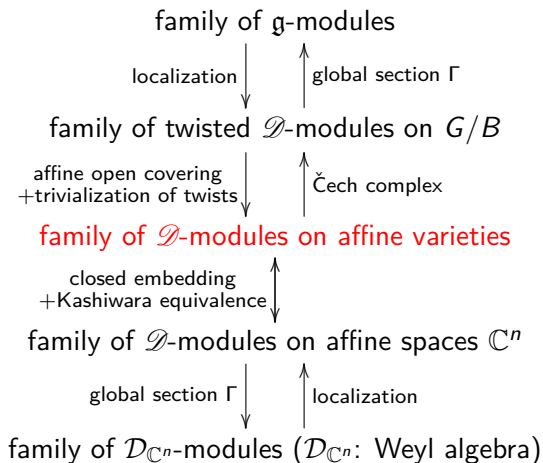 family of 𝔤-modules
localization global section Γ
family of twisted 𝒟-modules on G/B
affine open covering
+trivialization of twists Čech complex
family of 𝒟-modules on affine varieties
closed embedding
+Kashiwara equivalence
family of 𝒟-modules on affine spaces ℂⁿ
global section Γ localization
family of 𝒟_ℂⁿ-modules (𝒟_ℂⁿ: Weyl algebra)